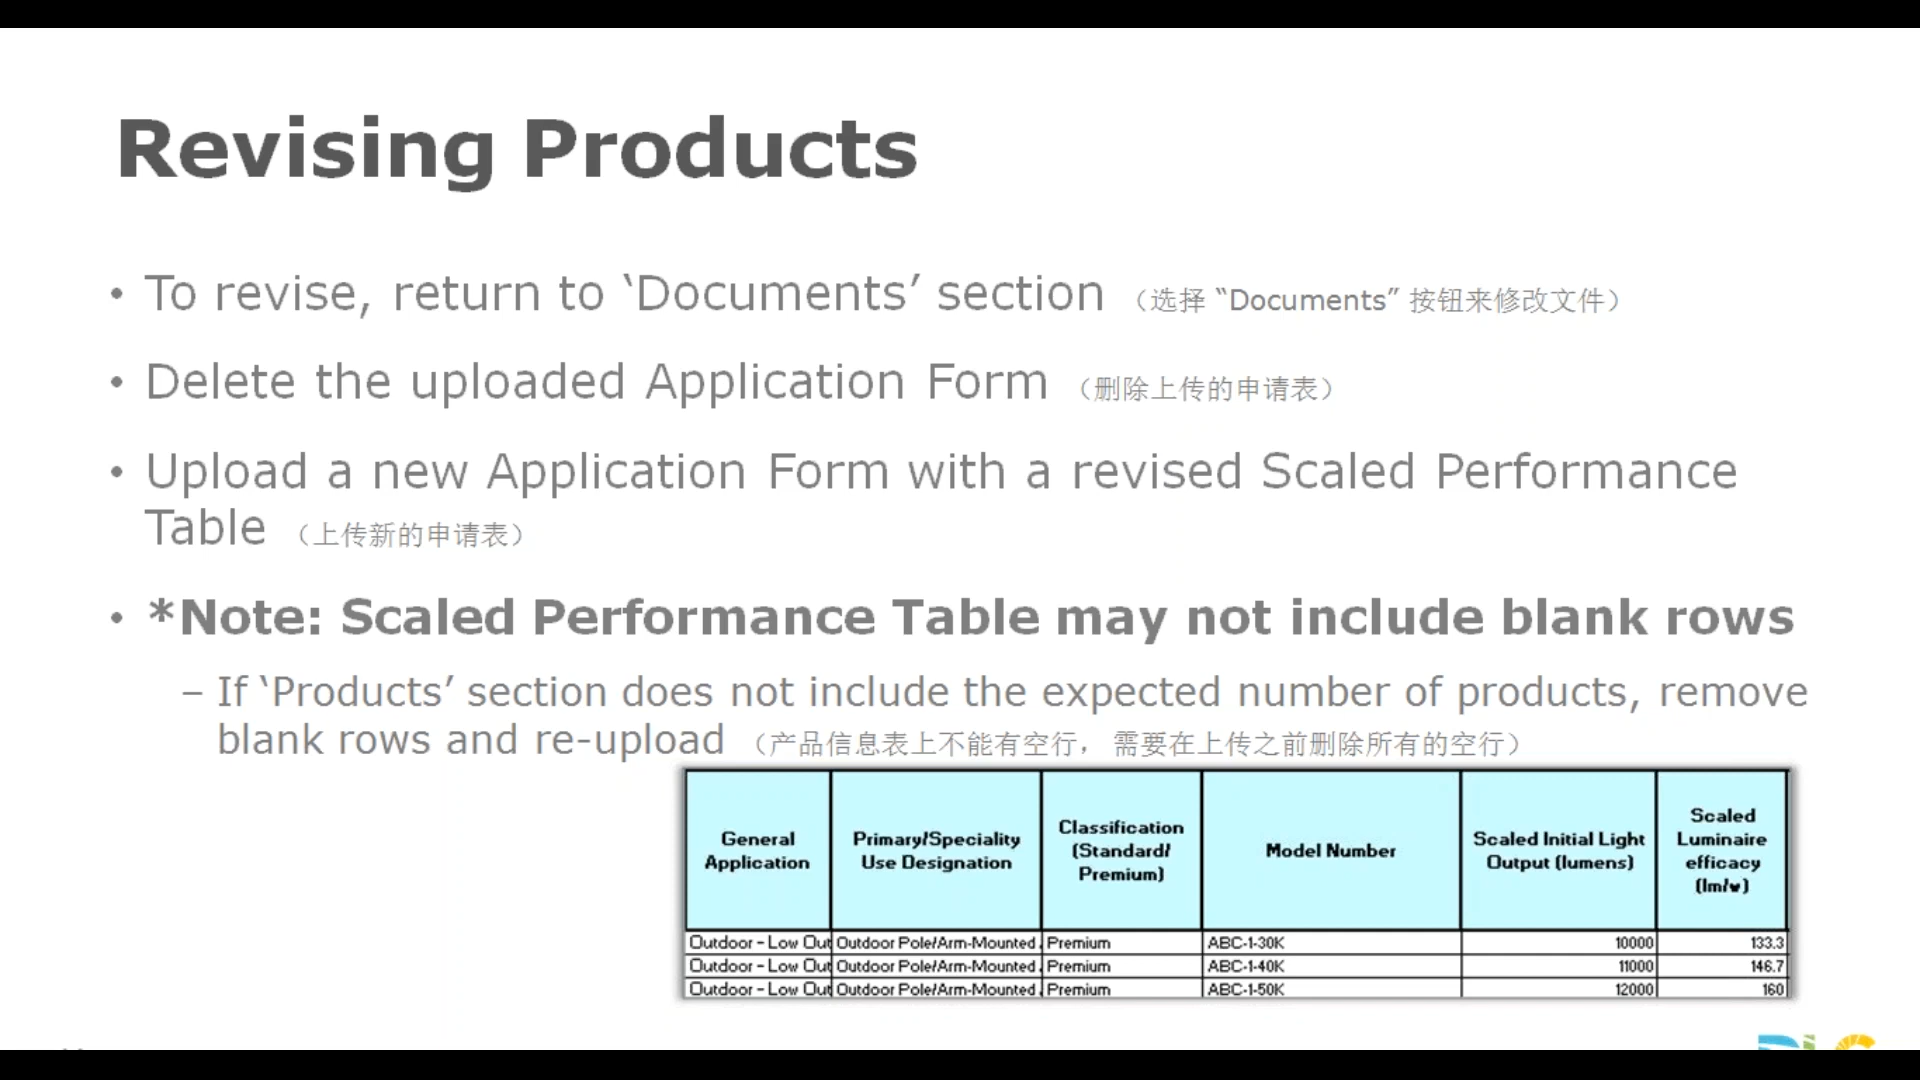 Revising Products
• To revise, return to ‘Documents’ section （选择 “Documents” 按钮来修改文件）
• Delete the uploaded Application Form （删除上传的申请表）
• Upload a new Application Form with a revised Scaled Performance
Table （上传新的申请表）
• *Note: Scaled Performance Table may not include blank rows
– If ‘Products’ section does not include the expected number of products, remove
blank rows and re-upload （产品信息表上不能有空行， 需要在上传之前删除所有的空行）
General Application Primary/Speciality Use Designation Classification (Standard/ Premium) Model Number Scaled Initial Light Output (lumens) Scaled Luminaire efficacy (lm/w)
Outdoor - Low Out Outdoor Pole/Arm-Mounted Premium ABC-1-30K 10000 133.3
Outdoor - Low Out Outdoor Pole/Arm-Mounted Premium ABC-1-40K 11000 146.7
Outdoor - Low Out Outdoor Pole/Arm-Mounted Premium ABC-1-50K 12000 160